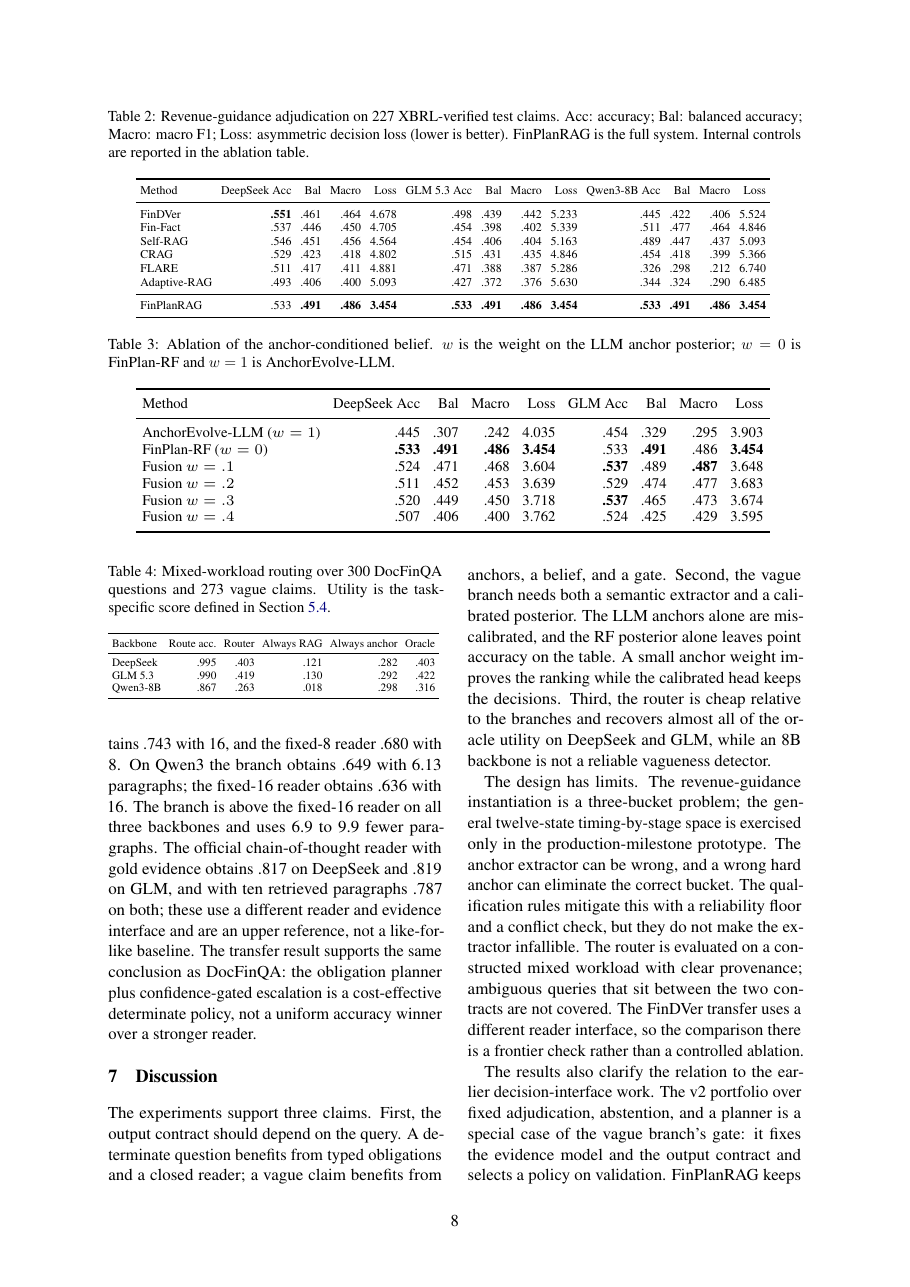 Table 2: Revenue-guidance adjudication on 227 XBRL-verified test claims. Acc: accuracy; Bal: balanced accuracy;
Macro: macro F1; Loss: asymmetric decision loss (lower is better). FinPlanRAG is the full system. Internal controls
are reported in the ablation table.
Method DeepSeek Acc Bal Macro Loss GLM 5.3 Acc Bal Macro Loss Qwen3-8B Acc Bal Macro Loss
FinDVer .551 .461 .464 4.678 .498 .439 .442 5.233 .445 .422 .406 5.524
Fin-Fact .537 .446 .450 4.705 .454 .398 .402 5.339 .511 .477 .464 4.846
Self-RAG .546 .451 .456 4.564 .454 .406 .404 5.163 .489 .447 .437 5.093
CRAG .529 .423 .418 4.802 .515 .431 .435 4.846 .454 .418 .399 5.366
FLARE .511 .417 .411 4.881 .471 .388 .387 5.286 .326 .298 .212 6.740
Adaptive-RAG .493 .406 .400 5.093 .427 .372 .376 5.630 .344 .324 .290 6.485
FinPlanRAG .533 .491 .486 3.454 .533 .491 .486 3.454 .533 .491 .486 3.454
Table 3: Ablation of the anchor-conditioned belief. w is the weight on the LLM anchor posterior; w = 0 is
FinPlan-RF and w = 1 is AnchorEvolve-LLM.
Method DeepSeek Acc Bal Macro Loss GLM Acc Bal Macro Loss
AnchorEvolve-LLM (w = 1) .445 .307 .242 4.035 .454 .329 .295 3.903
FinPlan-RF (w = 0) .533 .491 .486 3.454 .533 .491 .486 3.454
Fusion w = .1 .524 .471 .468 3.604 .537 .489 .487 3.648
Fusion w = .2 .511 .452 .453 3.639 .529 .474 .477 3.683
Fusion w = .3 .520 .449 .450 3.718 .537 .465 .473 3.674
Fusion w = .4 .507 .406 .400 3.762 .524 .425 .429 3.595
Table 4: Mixed-workload routing over 300 DocFinQA
questions and 273 vague claims. Utility is the task-
specific score defined in Section 5.4.
Backbone Route acc. Router Always RAG Always anchor Oracle
DeepSeek .995 .403 .121 .282 .403
GLM 5.3 .990 .419 .130 .292 .422
Qwen3-8B .867 .263 .018 .298 .316
tains .743 with 16, and the fixed-8 reader .680 with
8. On Qwen3 the branch obtains .649 with 6.13
paragraphs; the fixed-16 reader obtains .636 with
16. The branch is above the fixed-16 reader on all
three backbones and uses 6.9 to 9.9 fewer para-
graphs. The official chain-of-thought reader with
gold evidence obtains .817 on DeepSeek and .819
on GLM, and with ten retrieved paragraphs .787
on both; these use a different reader and evidence
interface and are an upper reference, not a like-for-
like baseline. The transfer result supports the same
conclusion as DocFinQA: the obligation planner
plus confidence-gated escalation is a cost-effective
determinate policy, not a uniform accuracy winner
over a stronger reader.
7 Discussion
The experiments support three claims. First, the
output contract should depend on the query. A de-
terminate question benefits from typed obligations
and a closed reader; a vague claim benefits from
anchors, a belief, and a gate. Second, the vague
branch needs both a semantic extractor and a cali-
brated posterior. The LLM anchors alone are mis-
calibrated, and the RF posterior alone leaves point
accuracy on the table. A small anchor weight im-
proves the ranking while the calibrated head keeps
the decisions. Third, the router is cheap relative
to the branches and recovers almost all of the or-
acle utility on DeepSeek and GLM, while an 8B
backbone is not a reliable vagueness detector.
The design has limits. The revenue-guidance
instantiation is a three-bucket problem; the gen-
eral twelve-state timing-by-stage space is exercised
only in the production-milestone prototype. The
anchor extractor can be wrong, and a wrong hard
anchor can eliminate the correct bucket. The qual-
ification rules mitigate this with a reliability floor
and a conflict check, but they do not make the ex-
tractor infallible. The router is evaluated on a con-
structed mixed workload with clear provenance;
ambiguous queries that sit between the two con-
tracts are not covered. The FinDVer transfer uses a
different reader interface, so the comparison there
is a frontier check rather than a controlled ablation.
The results also clarify the relation to the ear-
lier decision-interface work. The v2 portfolio over
fixed adjudication, abstention, and a planner is a
special case of the vague branch's gate: it fixes
the evidence model and the output contract and
selects a policy on validation. FinPlanRAG keeps
8